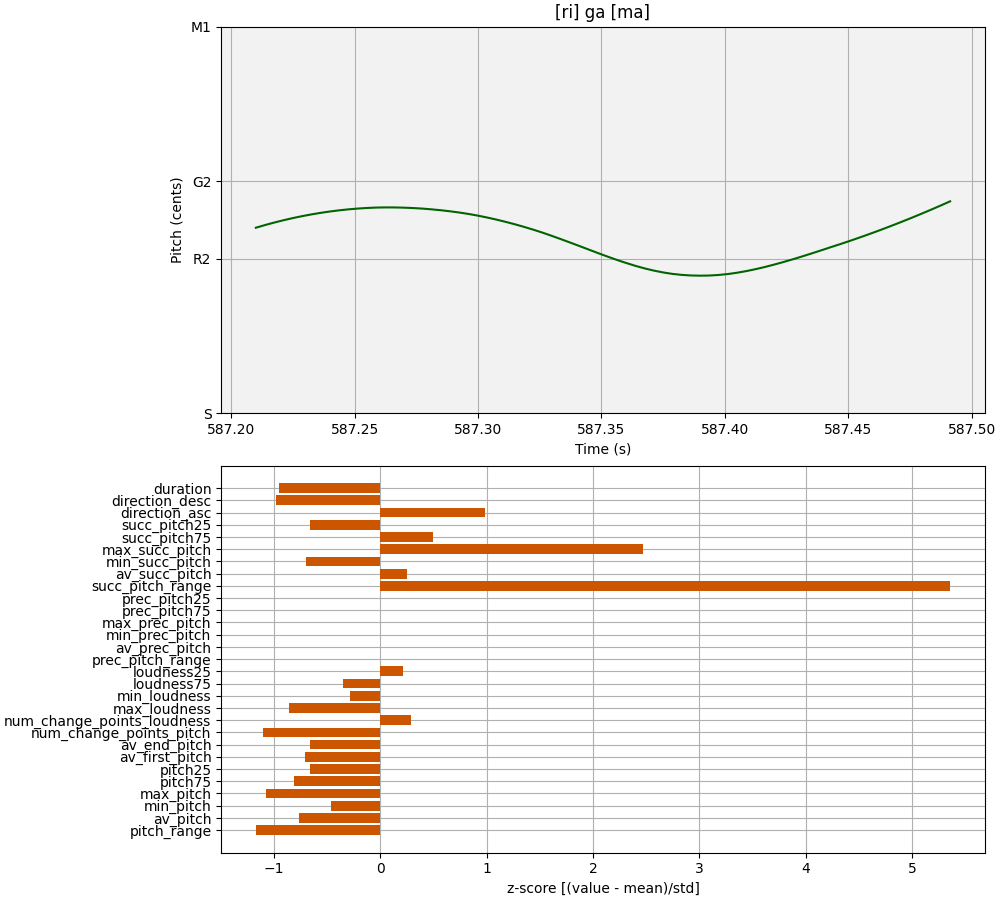 [ri] ga [ma]
M1
G2
R2
S
Pitch (cents)
587.20 587.25 587.30 587.35 587.40 587.45 587.50
Time (s)
duration
direction_desc
direction_asc
succ_pitch25
succ_pitch75
max_succ_pitch
min_succ_pitch
av_succ_pitch
succ_pitch_range
prec_pitch25
prec_pitch75
max_prec_pitch
min_prec_pitch
av_prec_pitch
prec_pitch_range
loudness25
loudness75
min_loudness
max_loudness
num_change_points_loudness
num_change_points_pitch
av_end_pitch
av_first_pitch
pitch25
pitch75
max_pitch
min_pitch
av_pitch
pitch_range
−1 0 1 2 3 4 5
z-score [(value - mean)/std]